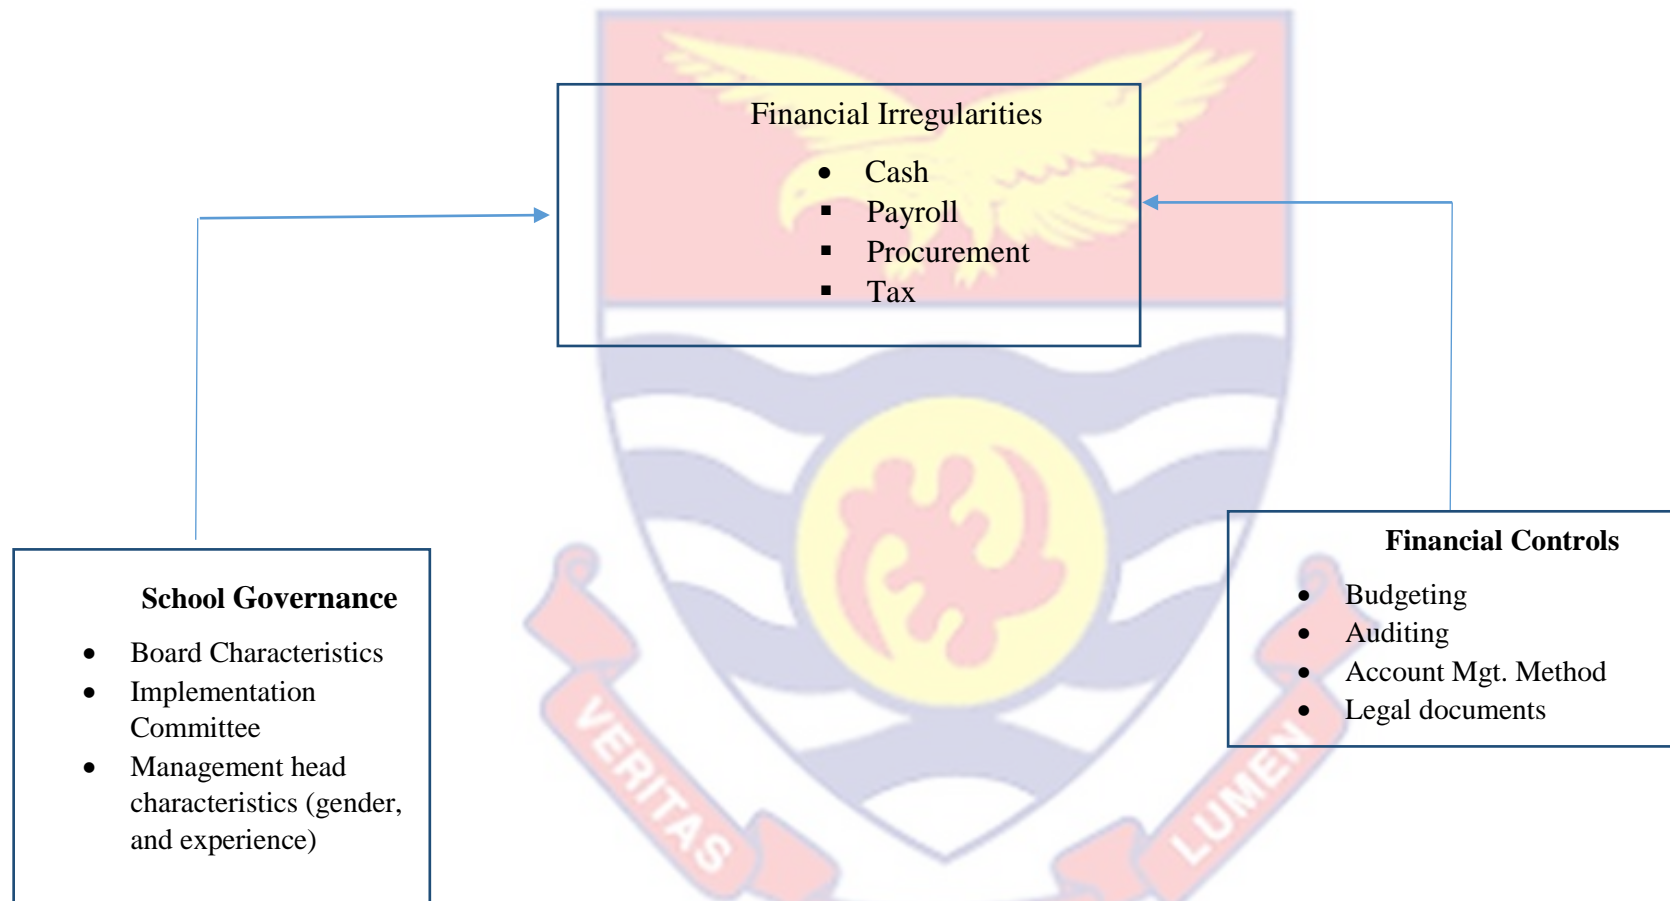 Financial Irregularities
• Cash
▪ Payroll
▪ Procurement
▪ Tax
School Governance
• Board Characteristics
• Implementation
Committee
• Management head
characteristics (gender,
and experience)
Financial Controls
• Budgeting
• Auditing
• Account Mgt. Method
• Legal documents
VERITAS
LUMEN